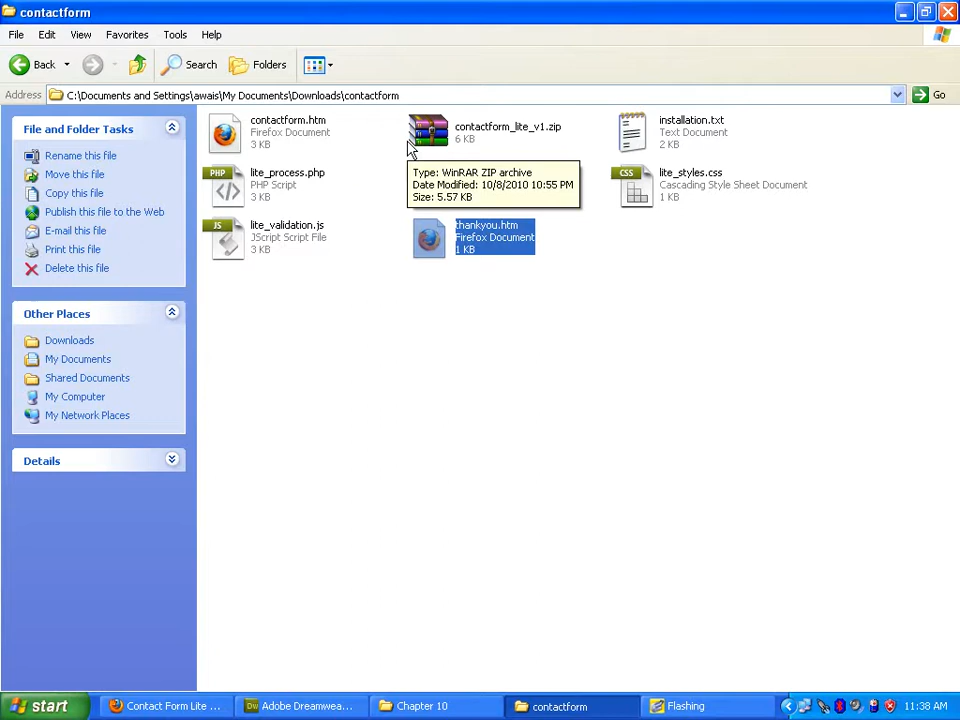 contactform
File Edit View Favorites Tools Help
Back Search Folders
Address C:\Documents and Settings\awais\My Documents\Downloads\contactform Go
File and Folder Tasks
Rename this file
Move this file
Copy this file
Publish this file to the Web
E-mail this file
Print this file
Delete this file
Other Places
Downloads
My Documents
Shared Documents
My Computer
My Network Places
Details
contactform.htm
Firefox Document
3 KB
contactform_lite_v1.zip
6 KB
installation.txt
Text Document
2 KB
PHP
lite_process.php
PHP Script
3 KB
Type: WinRAR ZIP archive
Date Modified: 10/8/2010 10:55 PM
Size: 5.57 KB
CSS
lite_styles.css
Cascading Style Sheet Document
1 KB
JS
lite_validation.js
JScript Script File
3 KB
thankyou.htm
Firefox Document
1 KB
start
Contact Form Lite ...
Dw Adobe Dreamwea...
Chapter 10
contactform
Flashing
11:38 AM